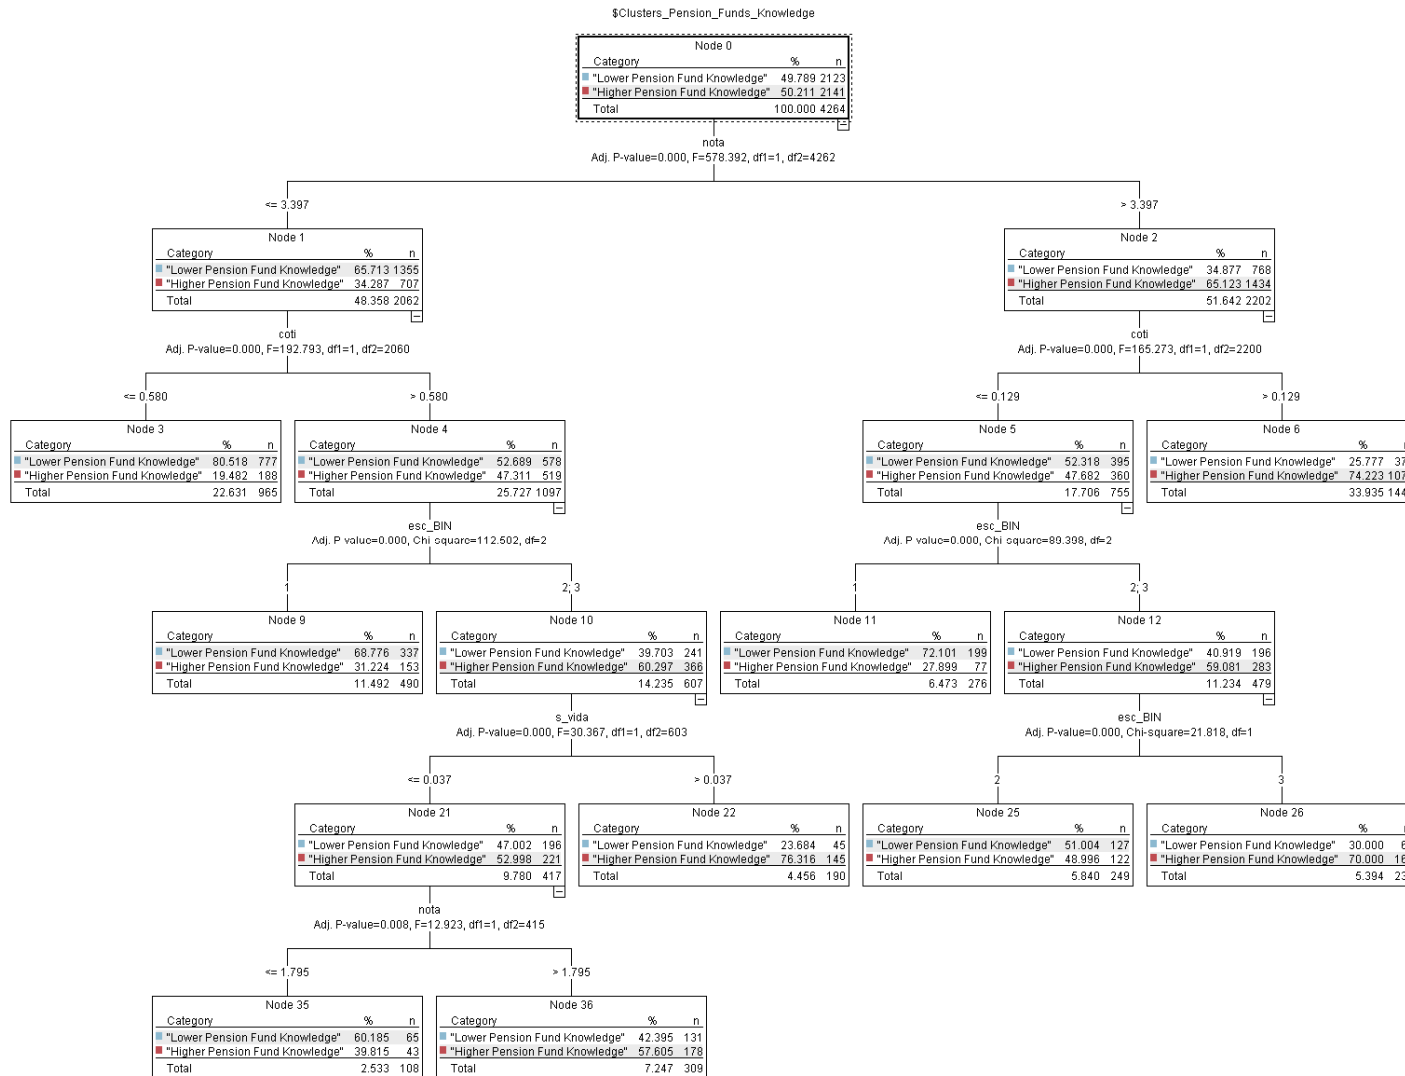 $Clusters_Pension_Funds_Knowledge
Node 0
Category % n
"Lower Pension Fund Knowledge" 49.789 2123
"Higher Pension Fund Knowledge" 50.211 2141
Total 100.000 4264
nota
Adj. P-value=0.000, F=578.392, df1=1, df2=4262
<= 3.397
> 3.397
Node 1
Category % n
"Lower Pension Fund Knowledge" 65.713 1355
"Higher Pension Fund Knowledge" 34.287 707
Total 48.358 2062
Node 2
Category % n
"Lower Pension Fund Knowledge" 34.877 768
"Higher Pension Fund Knowledge" 65.123 1434
Total 51.642 2202
coti
Adj. P-value=0.000, F=192.793, df1=1, df2=2060
coti
Adj. P-value=0.000, F=165.273, df1=1, df2=2200
<= 0.580
> 0.580
<= 0.129
> 0.129
Node 3
Category % n
"Lower Pension Fund Knowledge" 80.518 777
"Higher Pension Fund Knowledge" 19.482 188
Total 22.631 965
Node 4
Category % n
"Lower Pension Fund Knowledge" 52.689 578
"Higher Pension Fund Knowledge" 47.311 519
Total 25.727 1097
Node 5
Category % n
"Lower Pension Fund Knowledge" 52.318 395
"Higher Pension Fund Knowledge" 47.682 360
Total 17.706 755
Node 6
Category %
"Lower Pension Fund Knowledge" 25.777 37
"Higher Pension Fund Knowledge" 74.223 107
Total 33.935 144
esc_BIN
Adj. P-value=0.000, Chi-square=112.502, df=2
esc_BIN
Adj. P-value=0.000, Chi-square=89.398, df=2
1
2; 3
1
2; 3
Node 9
Category % n
"Lower Pension Fund Knowledge" 68.776 337
"Higher Pension Fund Knowledge" 31.224 153
Total 11.492 490
Node 10
Category % n
"Lower Pension Fund Knowledge" 39.703 241
"Higher Pension Fund Knowledge" 60.297 366
Total 14.235 607
Node 11
Category % n
"Lower Pension Fund Knowledge" 72.101 199
"Higher Pension Fund Knowledge" 27.899 77
Total 6.473 276
Node 12
Category % n
"Lower Pension Fund Knowledge" 40.919 196
"Higher Pension Fund Knowledge" 59.081 283
Total 11.234 479
s_vida
Adj. P-value=0.000, F=30.367, df1=1, df2=603
esc_BIN
Adj. P-value=0.000, Chi-square=21.818, df=1
<= 0.037
> 0.037
2
3
Node 21
Category % n
"Lower Pension Fund Knowledge" 47.002 196
"Higher Pension Fund Knowledge" 52.998 221
Total 9.780 417
Node 22
Category % n
"Lower Pension Fund Knowledge" 23.684 45
"Higher Pension Fund Knowledge" 76.316 145
Total 4.456 190
Node 25
Category % n
"Lower Pension Fund Knowledge" 51.004 127
"Higher Pension Fund Knowledge" 48.996 122
Total 5.840 249
Node 26
Category %
"Lower Pension Fund Knowledge" 30.000 6
"Higher Pension Fund Knowledge" 70.000 16
Total 5.394 23
nota
Adj. P-value=0.008, F=12.923, df1=1, df2=415
<= 1.795
> 1.795
Node 35
Category % n
"Lower Pension Fund Knowledge" 60.185 65
"Higher Pension Fund Knowledge" 39.815 43
Total 2.533 108
Node 36
Category % n
"Lower Pension Fund Knowledge" 42.395 131
"Higher Pension Fund Knowledge" 57.605 178
Total 7.247 309